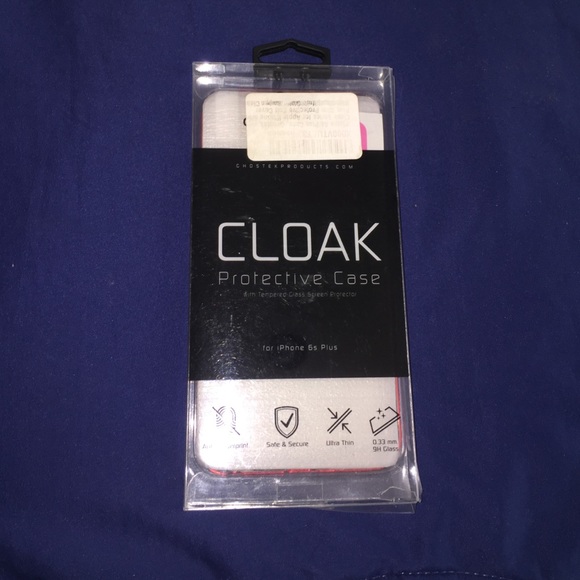 GHOSTEKPRODUCTS.COM
CLOAK
Protective Case
With Tempered Glass Screen Protector
for iPhone 6s Plus
Safe & Secure
Ultra Thin
0.33 mm
9H Glass